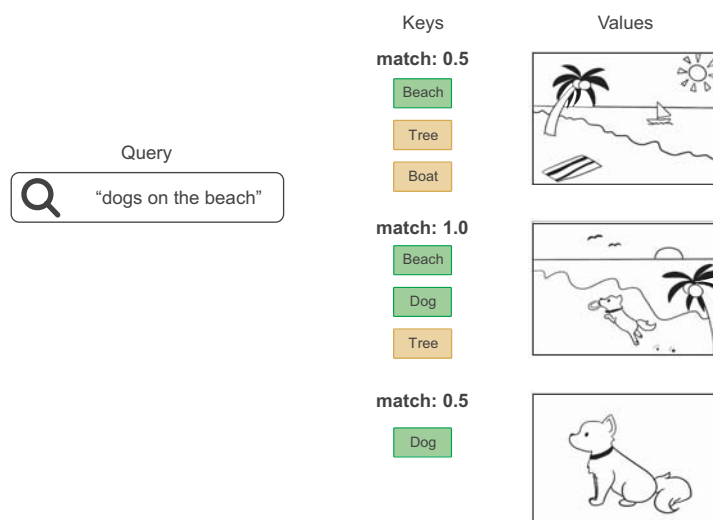 Keys
Values
match: 0.5
Beach
Tree
Boat
Query
“dogs on the beach”
match: 1.0
Beach
Dog
Tree
match: 0.5
Dog